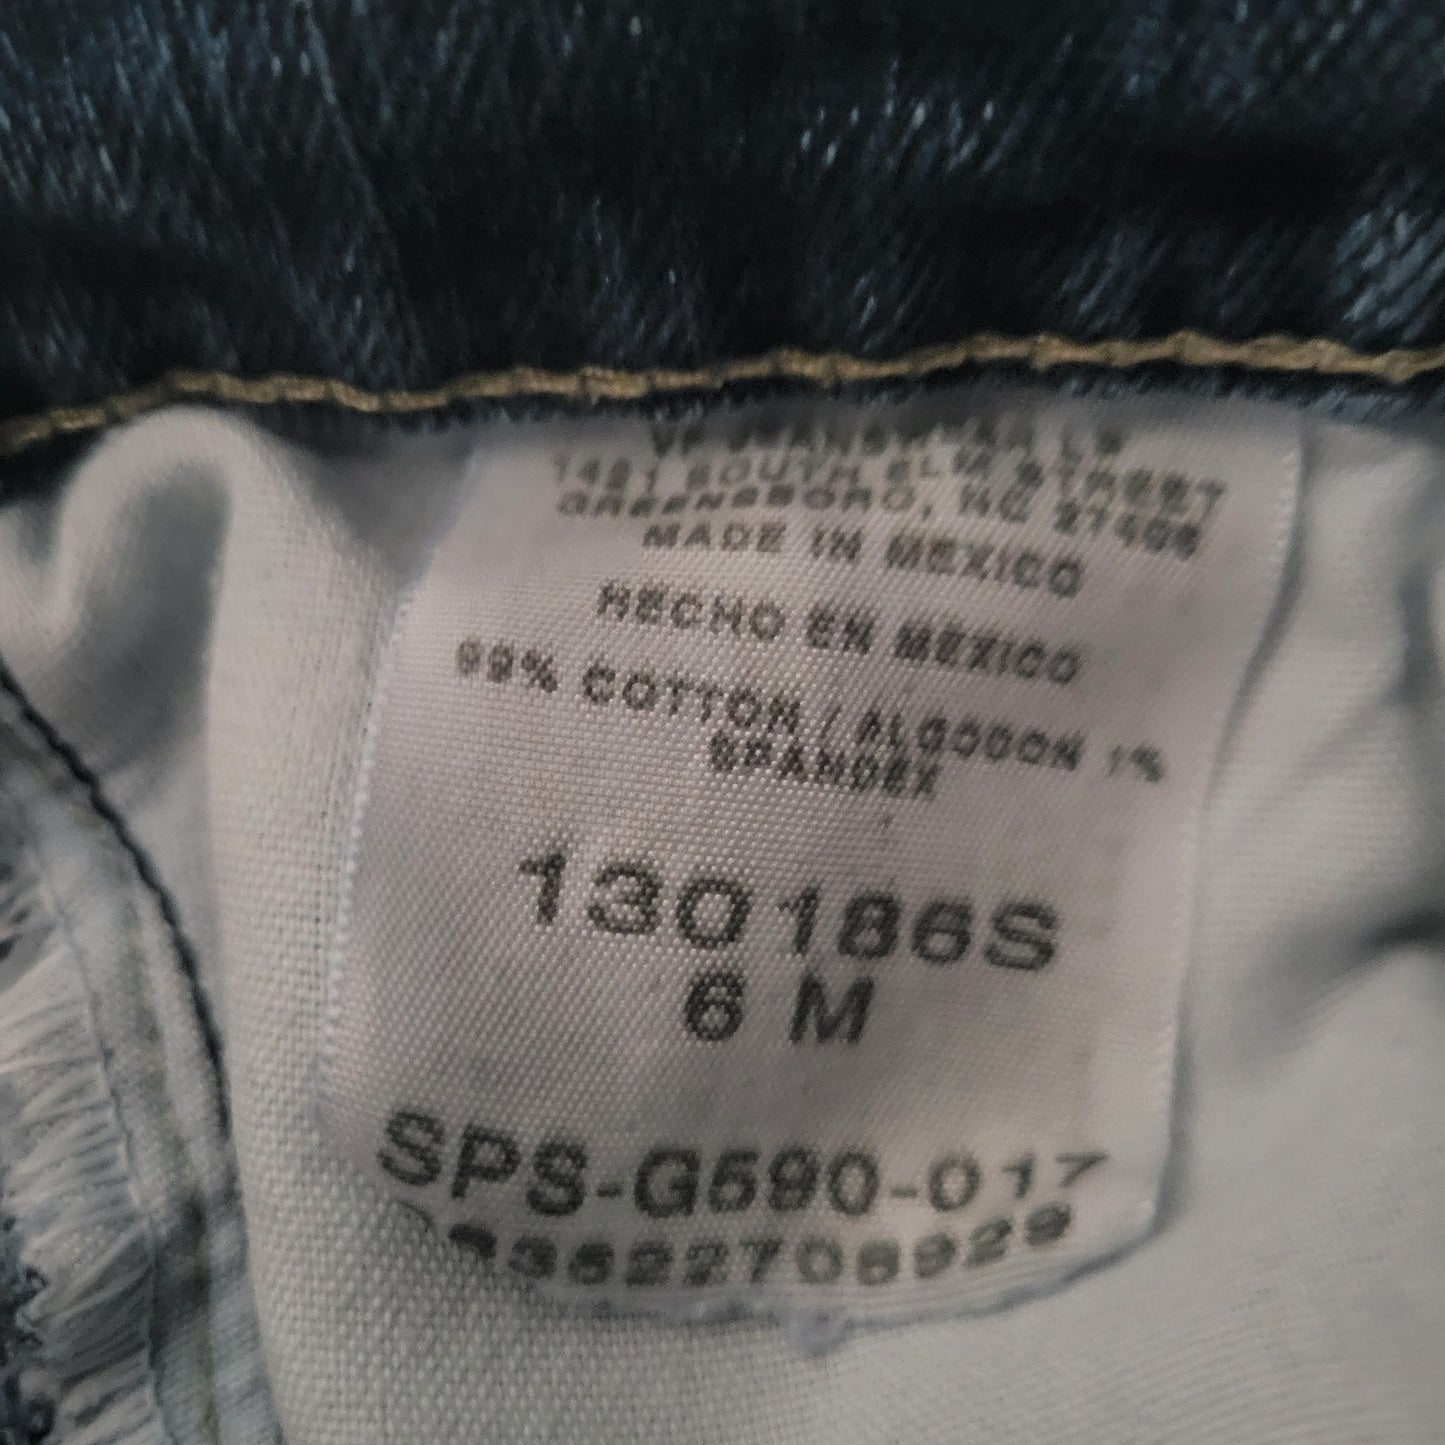 VF JEANSWEAR LP
1421 SOUTH ELM STREET
GREENSBORO, NC 27406
MADE IN MEXICO
HECHO EN MEXICO
99% COTTON / ALGODON 1%
SPANDEX
130186S
6 M
SPS-G590-017